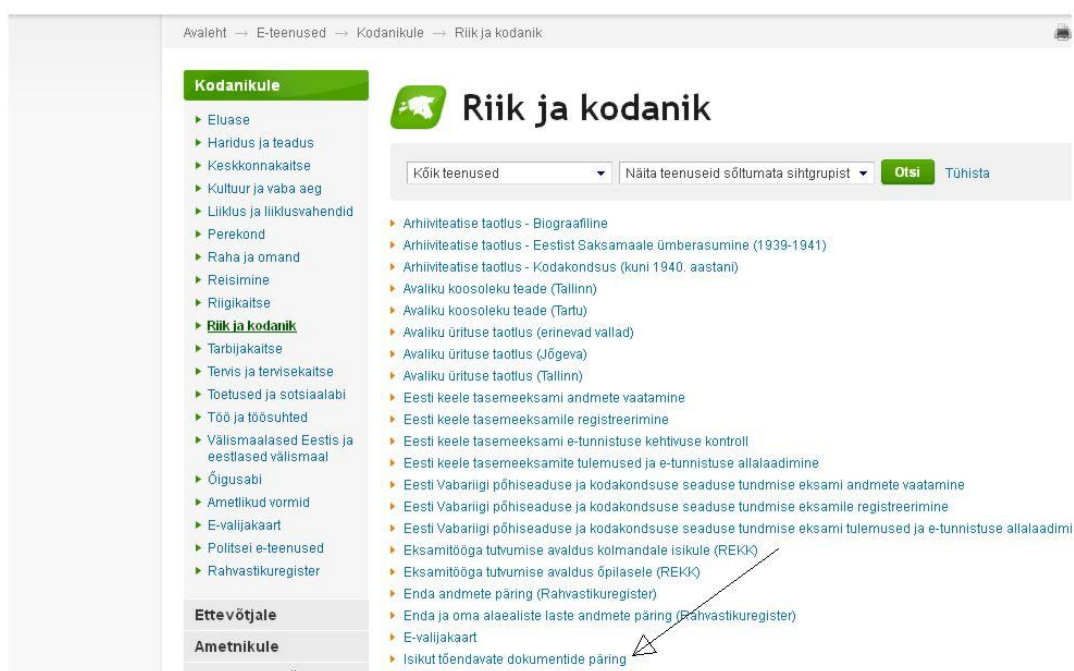 Avaleht → E-teenused → Kodanikule → Riik ja kodanik
Kodanikule
Eluase
Haridus ja teadus
Keskkonnakaitse
Kultuur ja vaba aeg
Liiklus ja liiklusvahendid
Perekond
Raha ja omand
Reisimine
Riigikaitse
Riik ja kodanik
Tarbijakaitse
Tervis ja tervisekaitse
Toetused ja sotsiaalabi
Töö ja töösuhted
Välismaalased Eestis ja
eestlased välismaal
Õigusabi
Ametlikud vormid
E-valijakaart
Politsei e-teenused
Rahvastikuregister
Ettevõtjale
Ametnikule
Riik ja kodanik
Kõik teenused Näita teenuseid sõltumata sihtgrupist Otsi Tühista
Arhiiviteatise taotlus - Biograafiline
Arhiiviteatise taotlus - Eestist Saksamaale ümberasumine (1939-1941)
Arhiiviteatise taotlus - Kodakondsus (kuni 1940. aastani)
Avaliku koosoleku teade (Tallinn)
Avaliku koosoleku teade (Tartu)
Avaliku ürituse taotlus (erinevad vallad)
Avaliku ürituse taotlus (Jõgeva)
Avaliku ürituse taotlus (Tallinn)
Eesti keele tasemeeksami andmete vaatamine
Eesti keele tasemeeksamile registreerimine
Eesti keele tasemeeksami e-tunnistuse kehtivuse kontroll
Eesti keele tasemeeksamite tulemused ja e-tunnistuse allalaadimine
Eesti Vabariigi põhiseaduse ja kodakondsuse seaduse tundmise eksami andmete vaatamine
Eesti Vabariigi põhiseaduse ja kodakondsuse seaduse tundmise eksamile registreerimine
Eesti Vabariigi põhiseaduse ja kodakondsuse seaduse tundmise eksami tulemused ja e-tunnistuse allalaadimi
Eksamitööga tutvumise avaldus kolmandale isikule (REKK)
Eksamitööga tutvumise avaldus õpilasele (REKK)
Enda andmete päring (Rahvastikuregister)
Enda ja oma alaealiste laste andmete päring (Rahvastikuregister)
E-valijakaart
Isikut tõendavate dokumentide päring